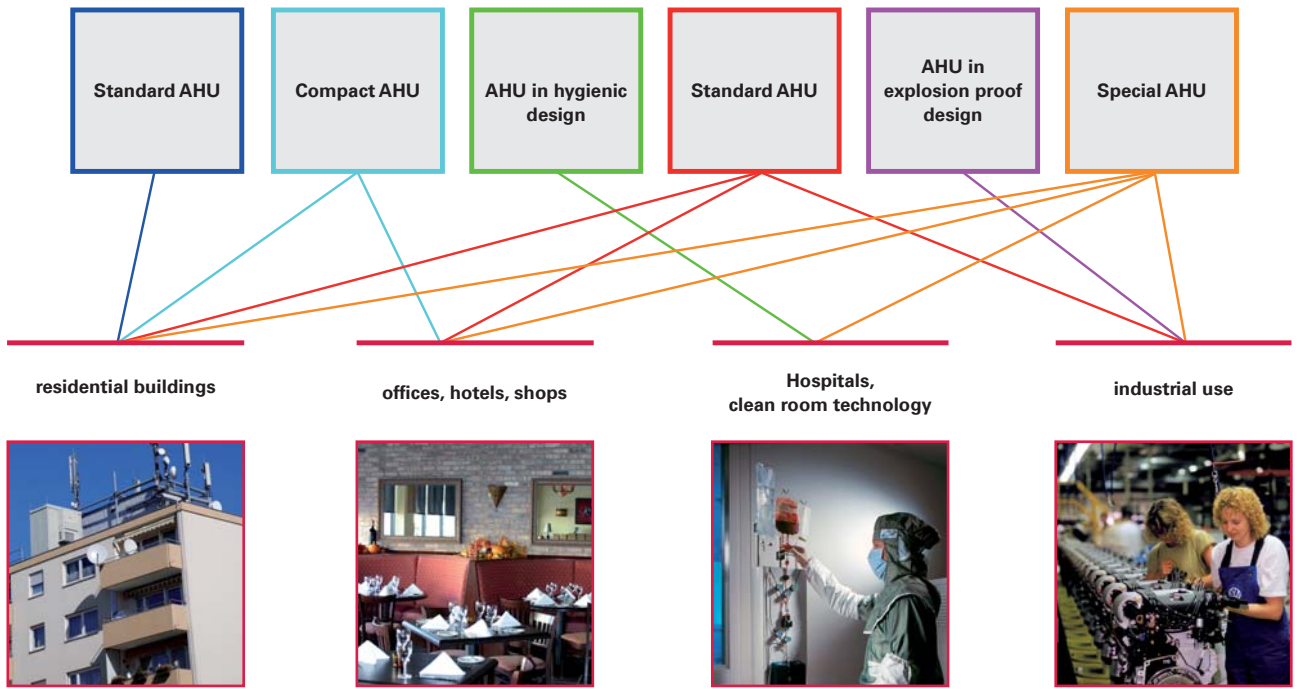 Standard AHU
Compact AHU
AHU in hygienic
design
Standard AHU
AHU in
explosion proof
design
Special AHU
residential buildings
offices, hotels, shops
Hospitals,
clean room technology
industrial use